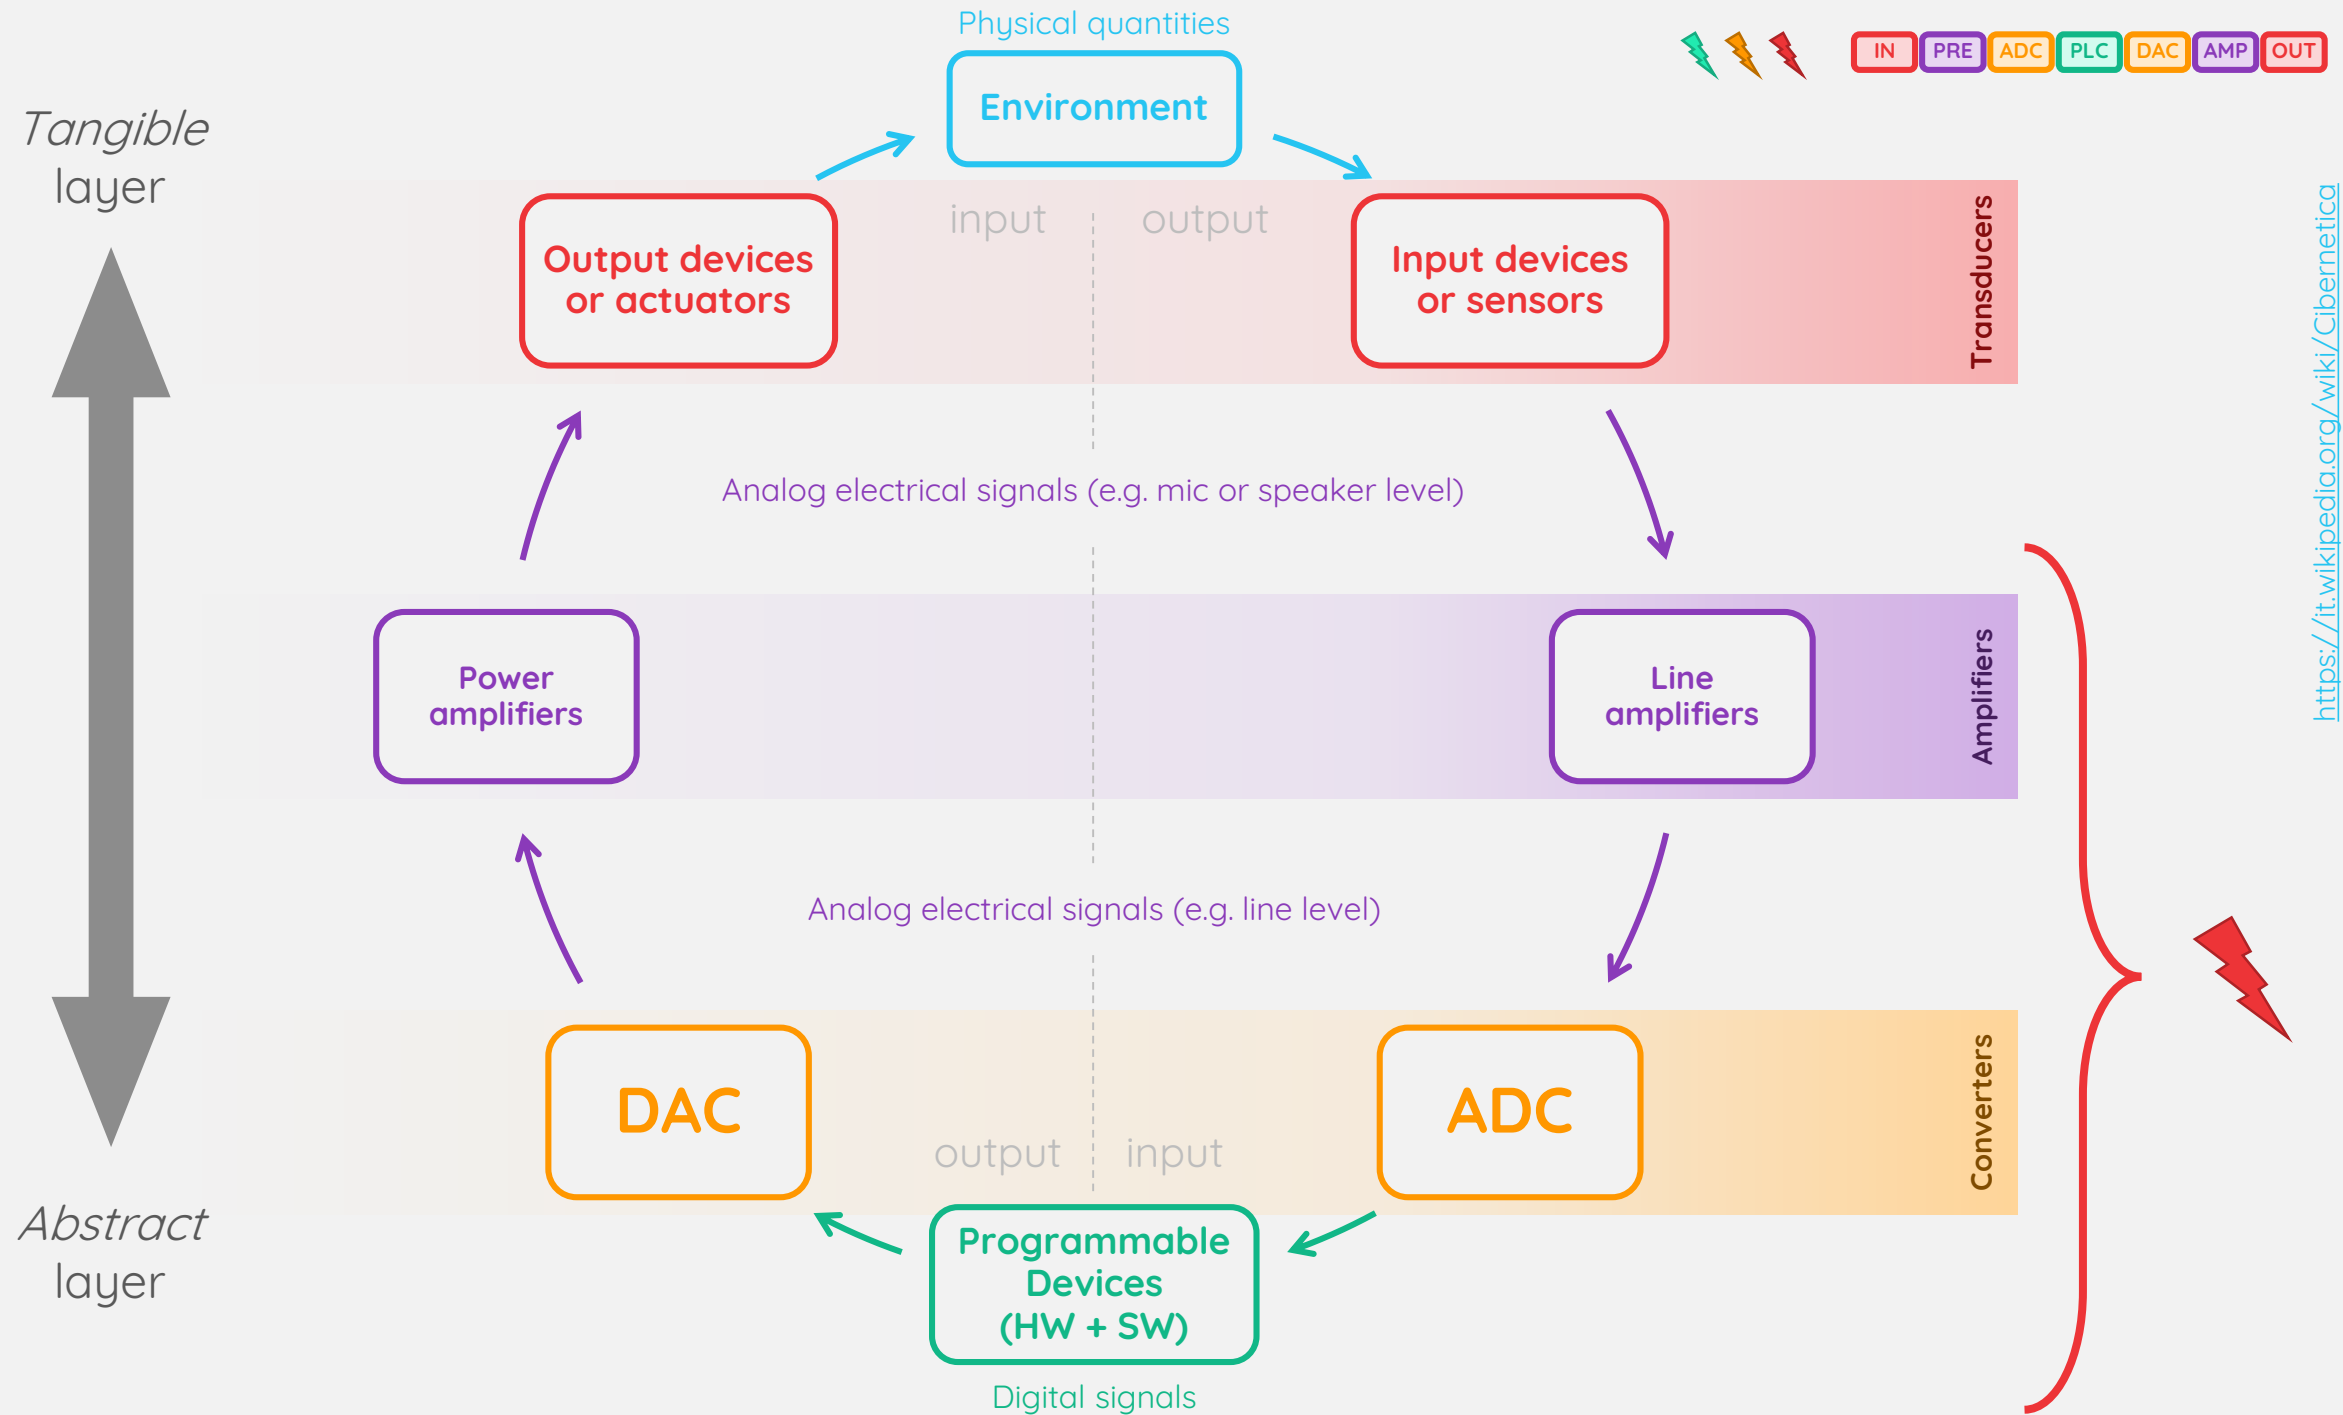 Physical quantities
IN PRE ADC PLC DAC AMP OUT
Environment
Tangible
layer
input output
Output devices
or actuators
Input devices
or sensors
Transducers
https://it.wikipedia.org/wiki/Cibernetica
Analog electrical signals (e.g. mic or speaker level)
Power
amplifiers
Line
amplifiers
Amplifiers
Analog electrical signals (e.g. line level)
DAC
ADC
Converters
output input
Abstract
layer
Programmable
Devices
(HW + SW)
Digital signals